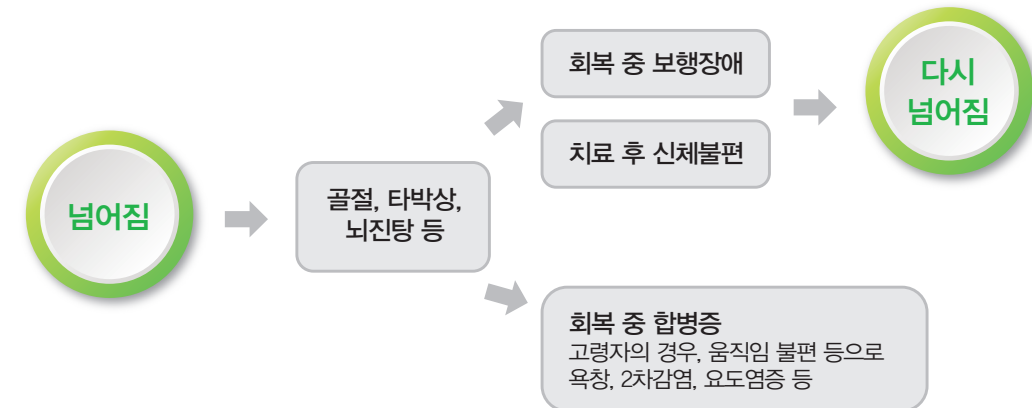 넘어짐
골절, 타박상,
뇌진탕 등
회복 중 보행장애
치료 후 신체불편
다시
넘어짐
회복 중 합병증
고령자의 경우, 움직임 불편 등으로
욕창, 2차감염, 요도염증 등